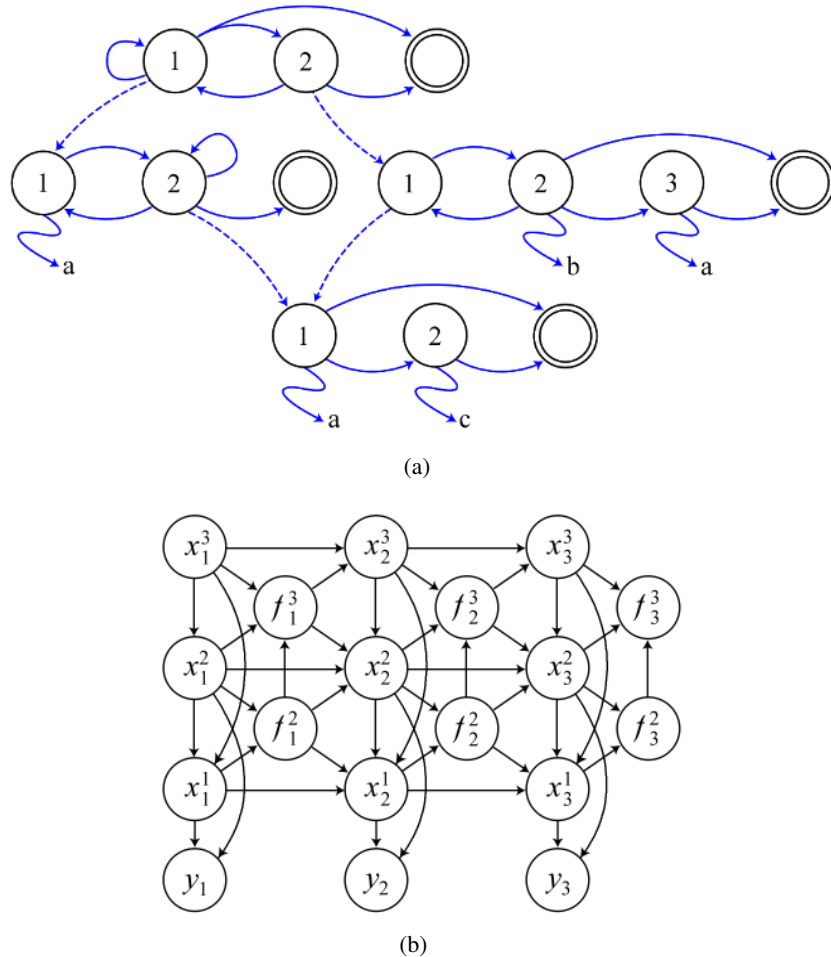 1 2
1 2 1 2 3
a b a
1 2
a c
(a)
x_1^3 x_2^3 x_3^3
f_1^3 f_2^3 f_3^3
x_1^2 x_2^2 x_3^2
f_1^2 f_2^2 f_3^2
x_1^1 x_2^1 x_3^1
y_1 y_2 y_3
(b)